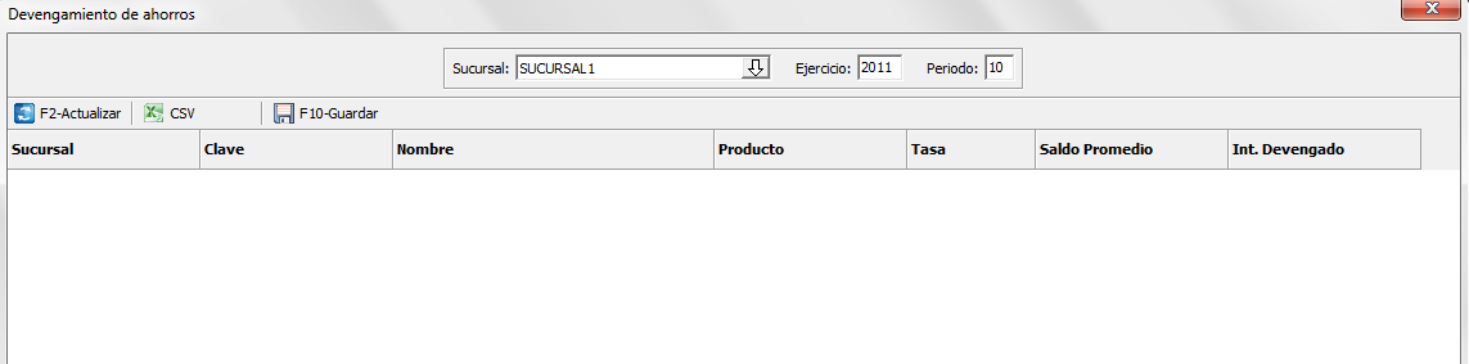 Devengamiento de ahorros
Sucursal: SUCURSAL1 Ejercicio: 2011 Periodo: 10
F2-Actualizar CSV F10-Guardar
Sucursal Clave Nombre Producto Tasa Saldo Promedio Int. Devengado